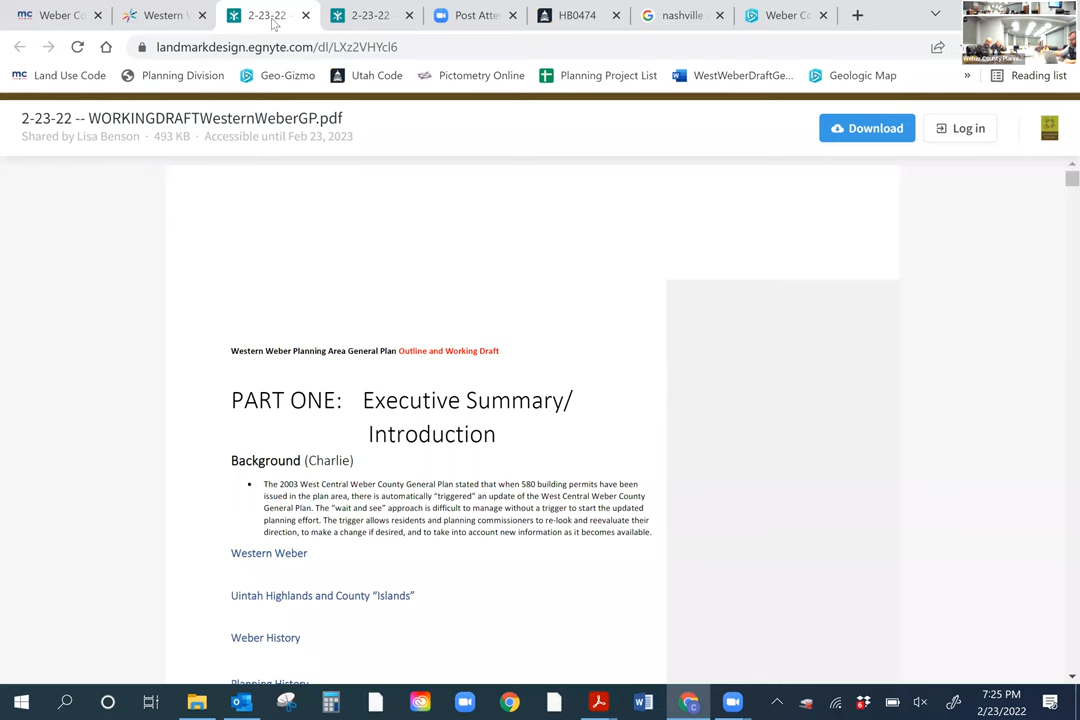 Weber Co
Western
2-23-22
2-23-22
Post Atte
HB0474
nashville
Weber Co
landmarkdesign.egnyte.com/dl/LXz2VHYcl6
Land Use Code
Planning Division
Geo-Gizmo
Utah Code
Pictometry Online
Planning Project List
WestWeberDraftGe...
Geologic Map
»
Reading list
2-23-22 -- WORKINGDRAFTWesternWeberGP.pdf
Shared by Lisa Benson · 493 KB · Accessible until Feb 23, 2023
Download
Log in
Western Weber Planning Area General Plan Outline and Working Draft
PART ONE: Executive Summary/
Introduction
Background (Charlie)
• The 2003 West Central Weber County General Plan stated that when 580 building permits have been
issued in the plan area, there is automatically “triggered” an update of the West Central Weber County
General Plan. The “wait and see” approach is difficult to manage without a trigger to start the updated
planning effort. The trigger allows residents and planning commissioners to re-look and reevaluate their
direction, to make a change if desired, and to take into account new information as it becomes available.
Western Weber
Uintah Highlands and County “Islands”
Weber History
Planning History
7:25 PM
2/23/2022